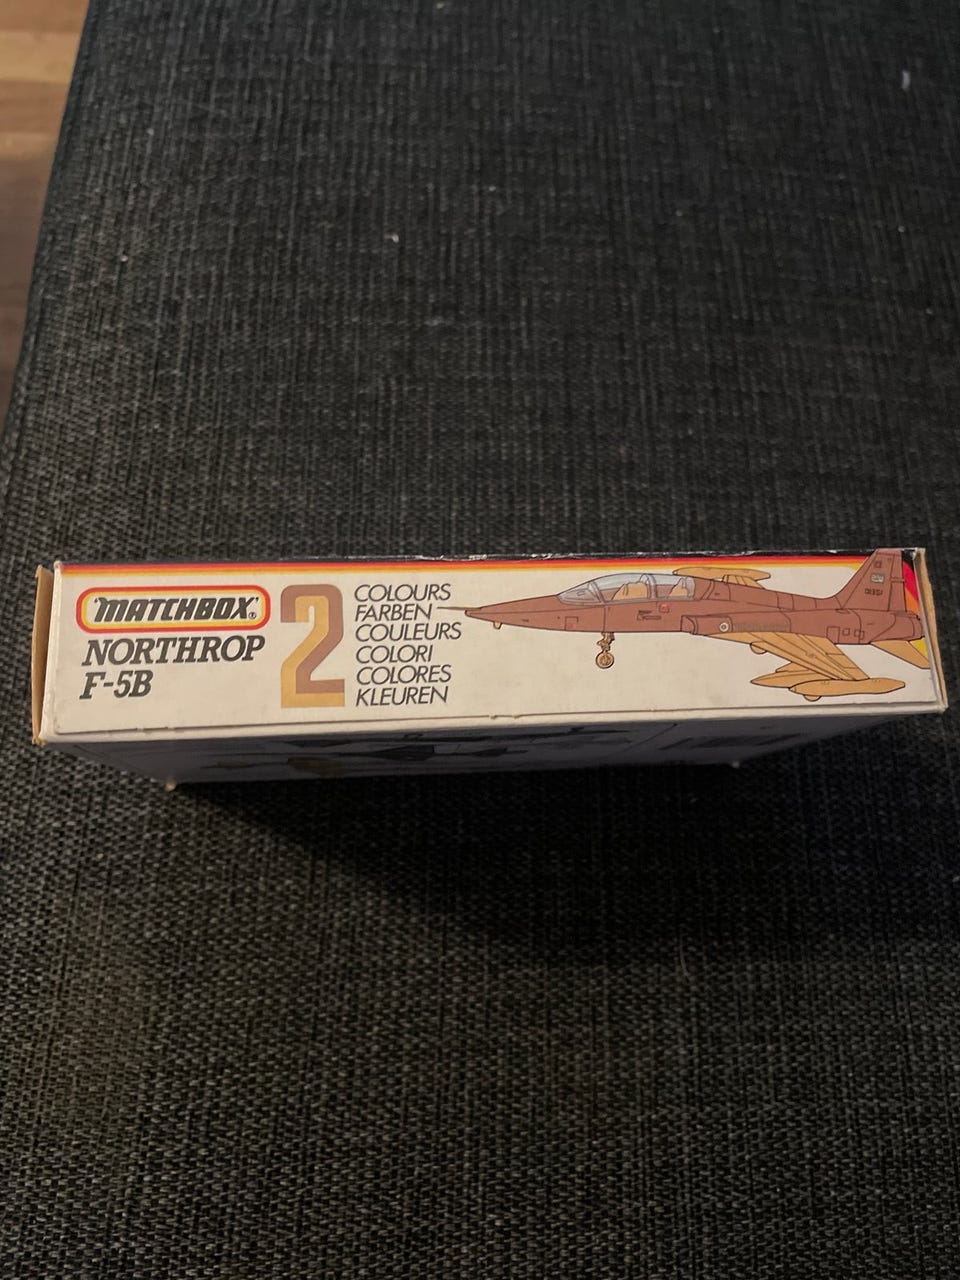 MATCHBOX®
NORTHROP
F-5B
2
COLOURS
FARBEN
COULEURS
COLORI
COLORES
KLEUREN